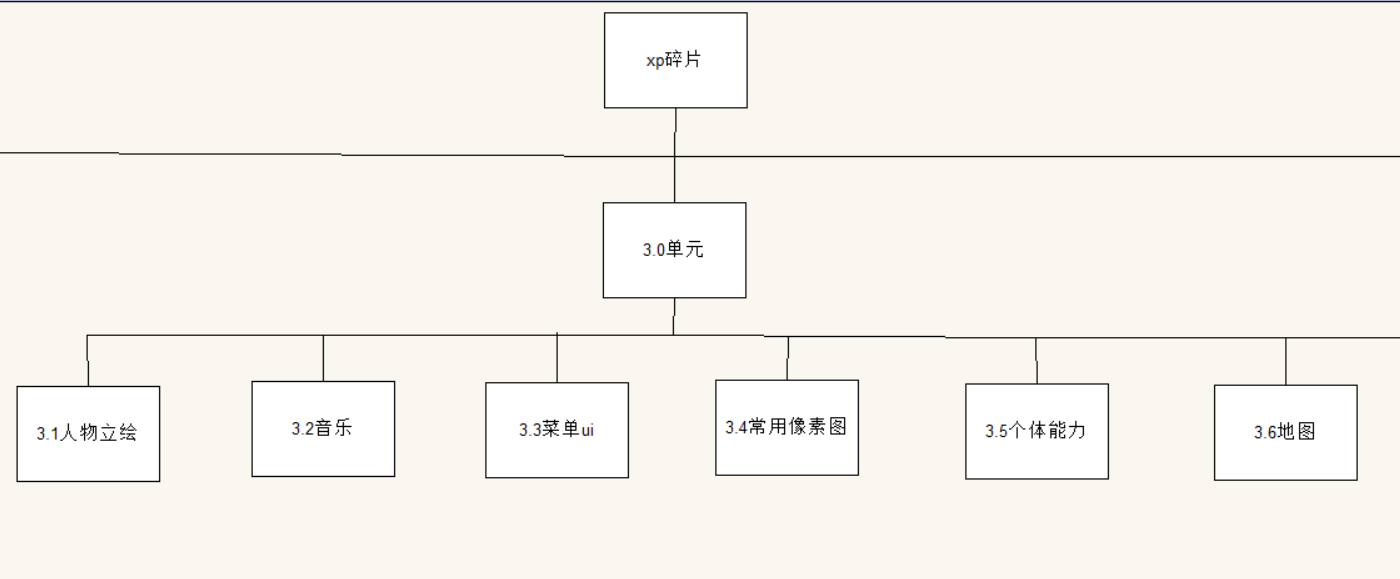 xp碎片
3.0单元
3.1人物立绘
3.2音乐
3.3菜单ui
3.4常用像素图
3.5个体能力
3.6地图